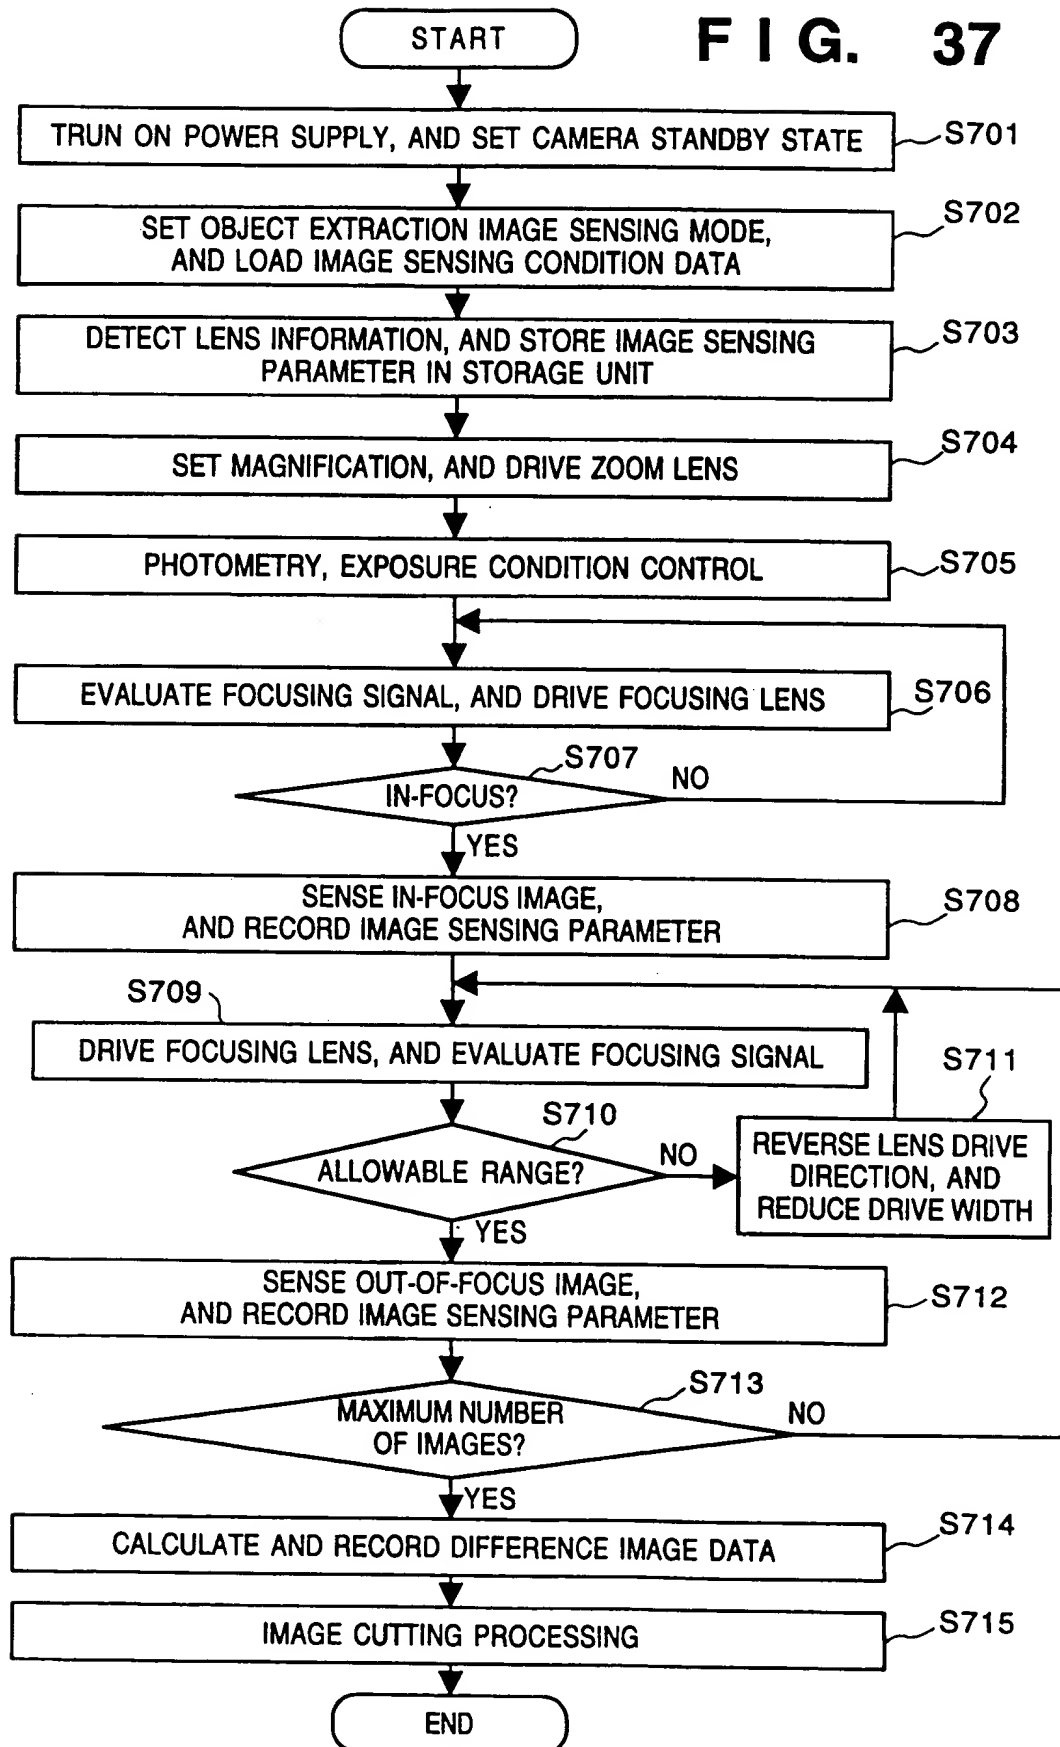 START
F I G. 37
TRUN ON POWER SUPPLY, AND SET CAMERA STANDBY STATE
S701
SET OBJECT EXTRACTION IMAGE SENSING MODE,
AND LOAD IMAGE SENSING CONDITION DATA
S702
DETECT LENS INFORMATION, AND STORE IMAGE SENSING
PARAMETER IN STORAGE UNIT
S703
SET MAGNIFICATION, AND DRIVE ZOOM LENS
S704
PHOTOMETRY, EXPOSURE CONDITION CONTROL
S705
EVALUATE FOCUSING SIGNAL, AND DRIVE FOCUSING LENS
S706
S707
IN-FOCUS?
NO
YES
SENSE IN-FOCUS IMAGE,
AND RECORD IMAGE SENSING PARAMETER
S708
S709
DRIVE FOCUSING LENS, AND EVALUATE FOCUSING SIGNAL
S710
ALLOWABLE RANGE?
NO
S711
REVERSE LENS DRIVE
DIRECTION, AND
REDUCE DRIVE WIDTH
YES
SENSE OUT-OF-FOCUS IMAGE,
AND RECORD IMAGE SENSING PARAMETER
S712
S713
MAXIMUM NUMBER
OF IMAGES?
NO
YES
CALCULATE AND RECORD DIFFERENCE IMAGE DATA
S714
IMAGE CUTTING PROCESSING
S715
END